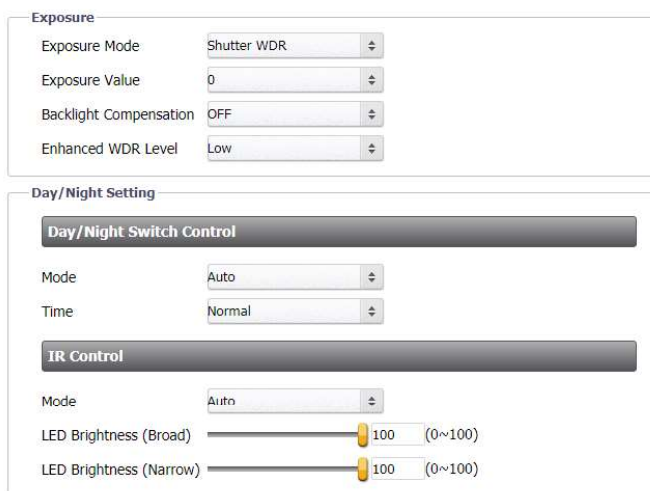 Exposure
Exposure Mode Shutter WDR
Exposure Value 0
Backlight Compensation OFF
Enhanced WDR Level Low
Day/Night Setting
Day/Night Switch Control
Mode Auto
Time Normal
IR Control
Mode Auto
LED Brightness (Broad) 100 (0~100)
LED Brightness (Narrow) 100 (0~100)